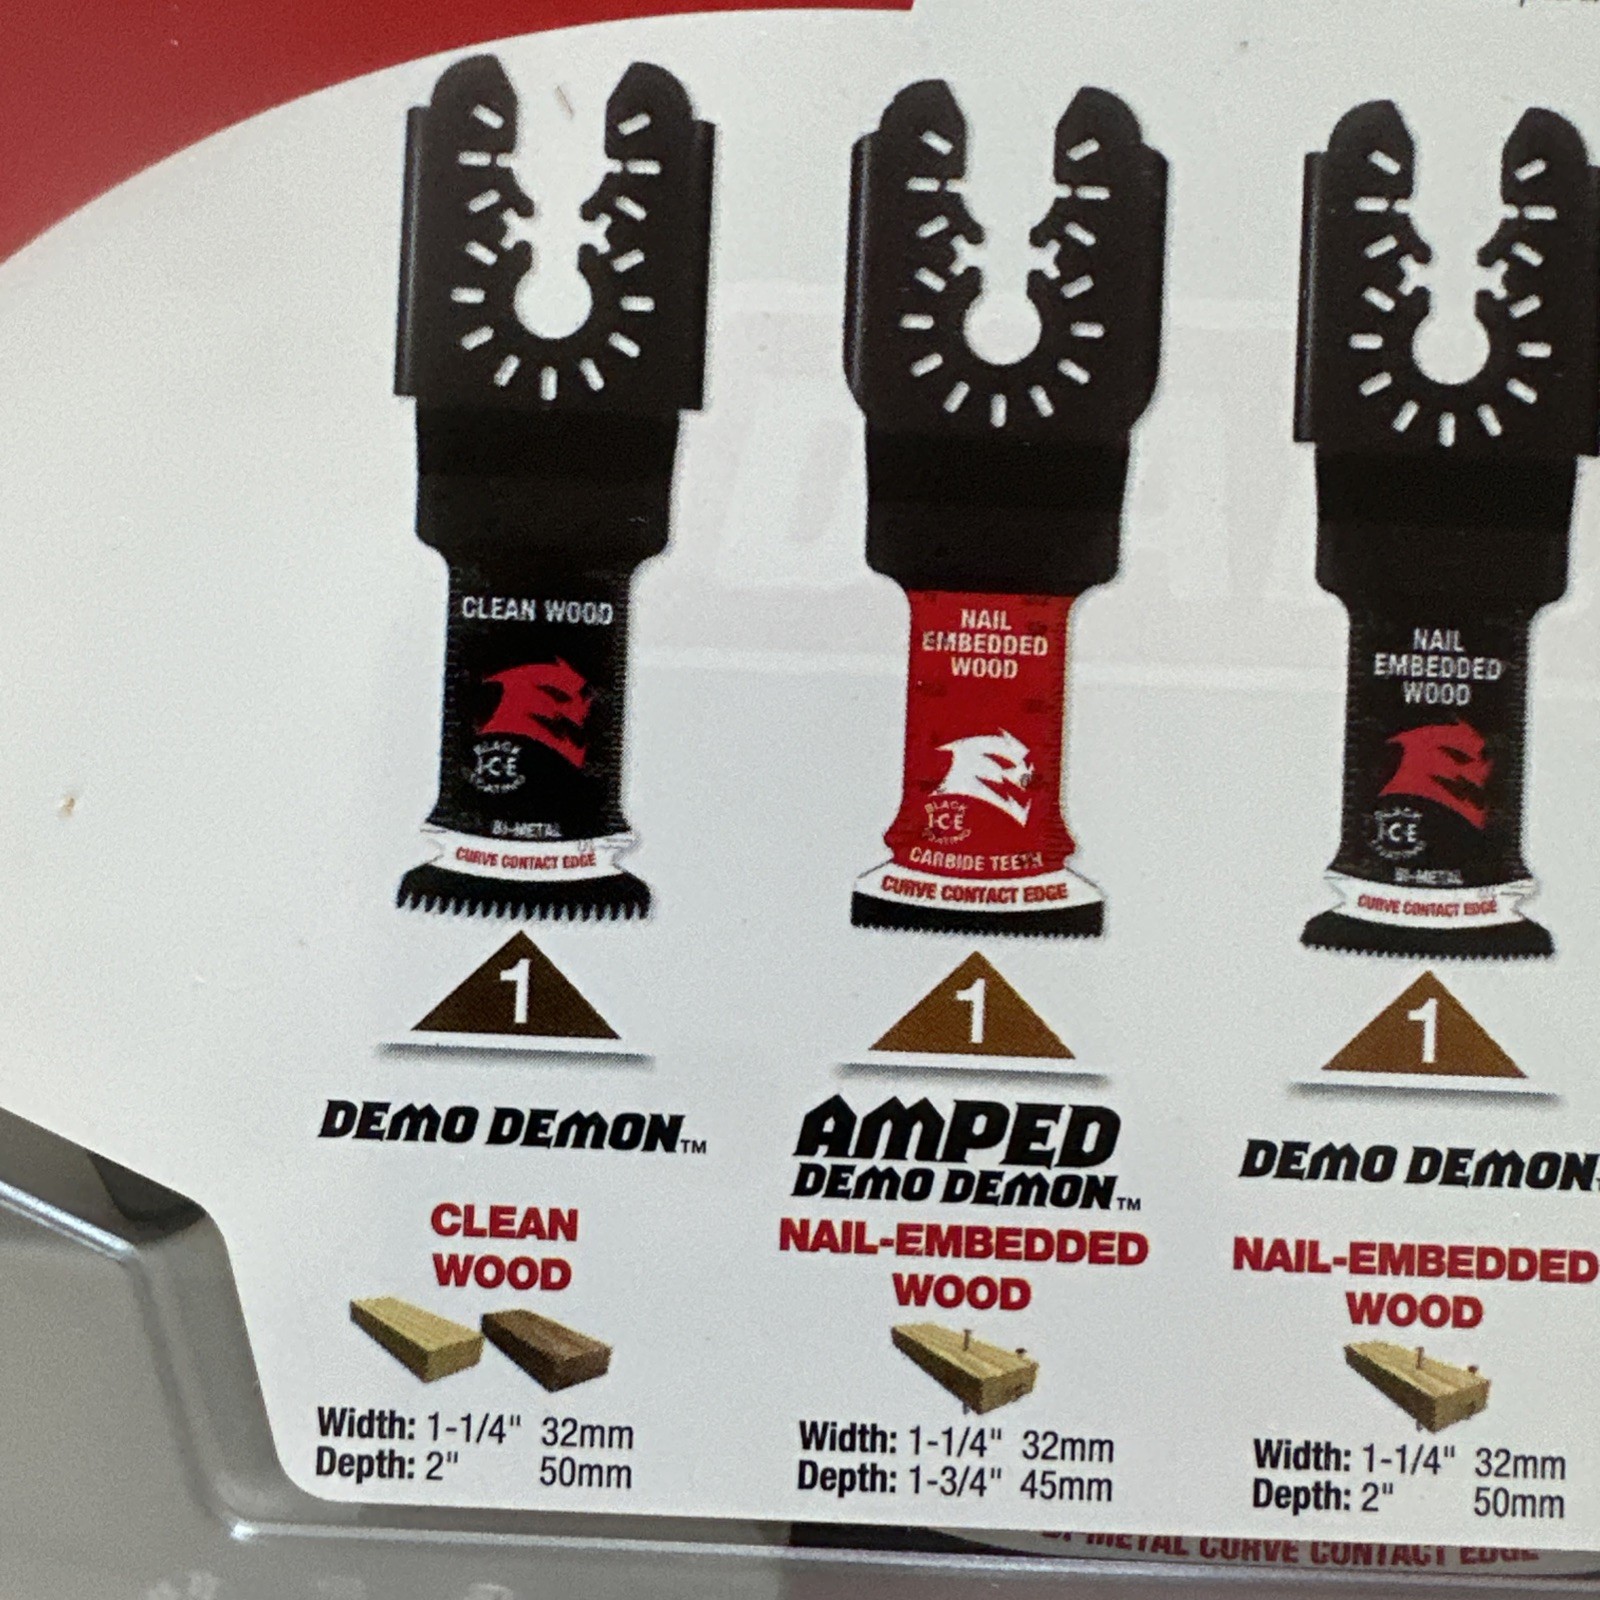 CLEAN WOOD
BLACK
ICE
COATING
BI-METAL
CURVE CONTACT EDGE
1
DEMO DEMON™
CLEAN
WOOD
Width: 1-1/4" 32mm
Depth: 2" 50mm
NAIL
EMBEDDED
WOOD
BLACK
ICE
COATING
CARBIDE TEETH
CURVE CONTACT EDGE
1
AMPED
DEMO DEMON™
NAIL-EMBEDDED
WOOD
Width: 1-1/4" 32mm
Depth: 1-3/4" 45mm
NAIL
EMBEDDED
WOOD
BLACK
ICE
COATING
BI-METAL
CURVE CONTACT EDGE
1
DEMO DEMON
NAIL-EMBEDDED
WOOD
Width: 1-1/4" 32mm
Depth: 2" 50mm
BI-METAL CURVE CONTACT EDGE